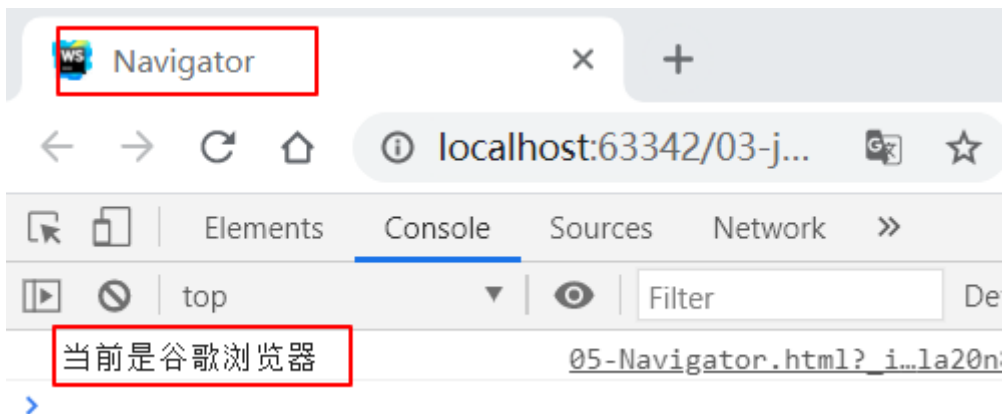 WS Navigator
localhost:63342/03-j...
Elements Console Sources Network
top Filter De
当前是谷歌浏览器 05-Navigator.html?_i…la20n